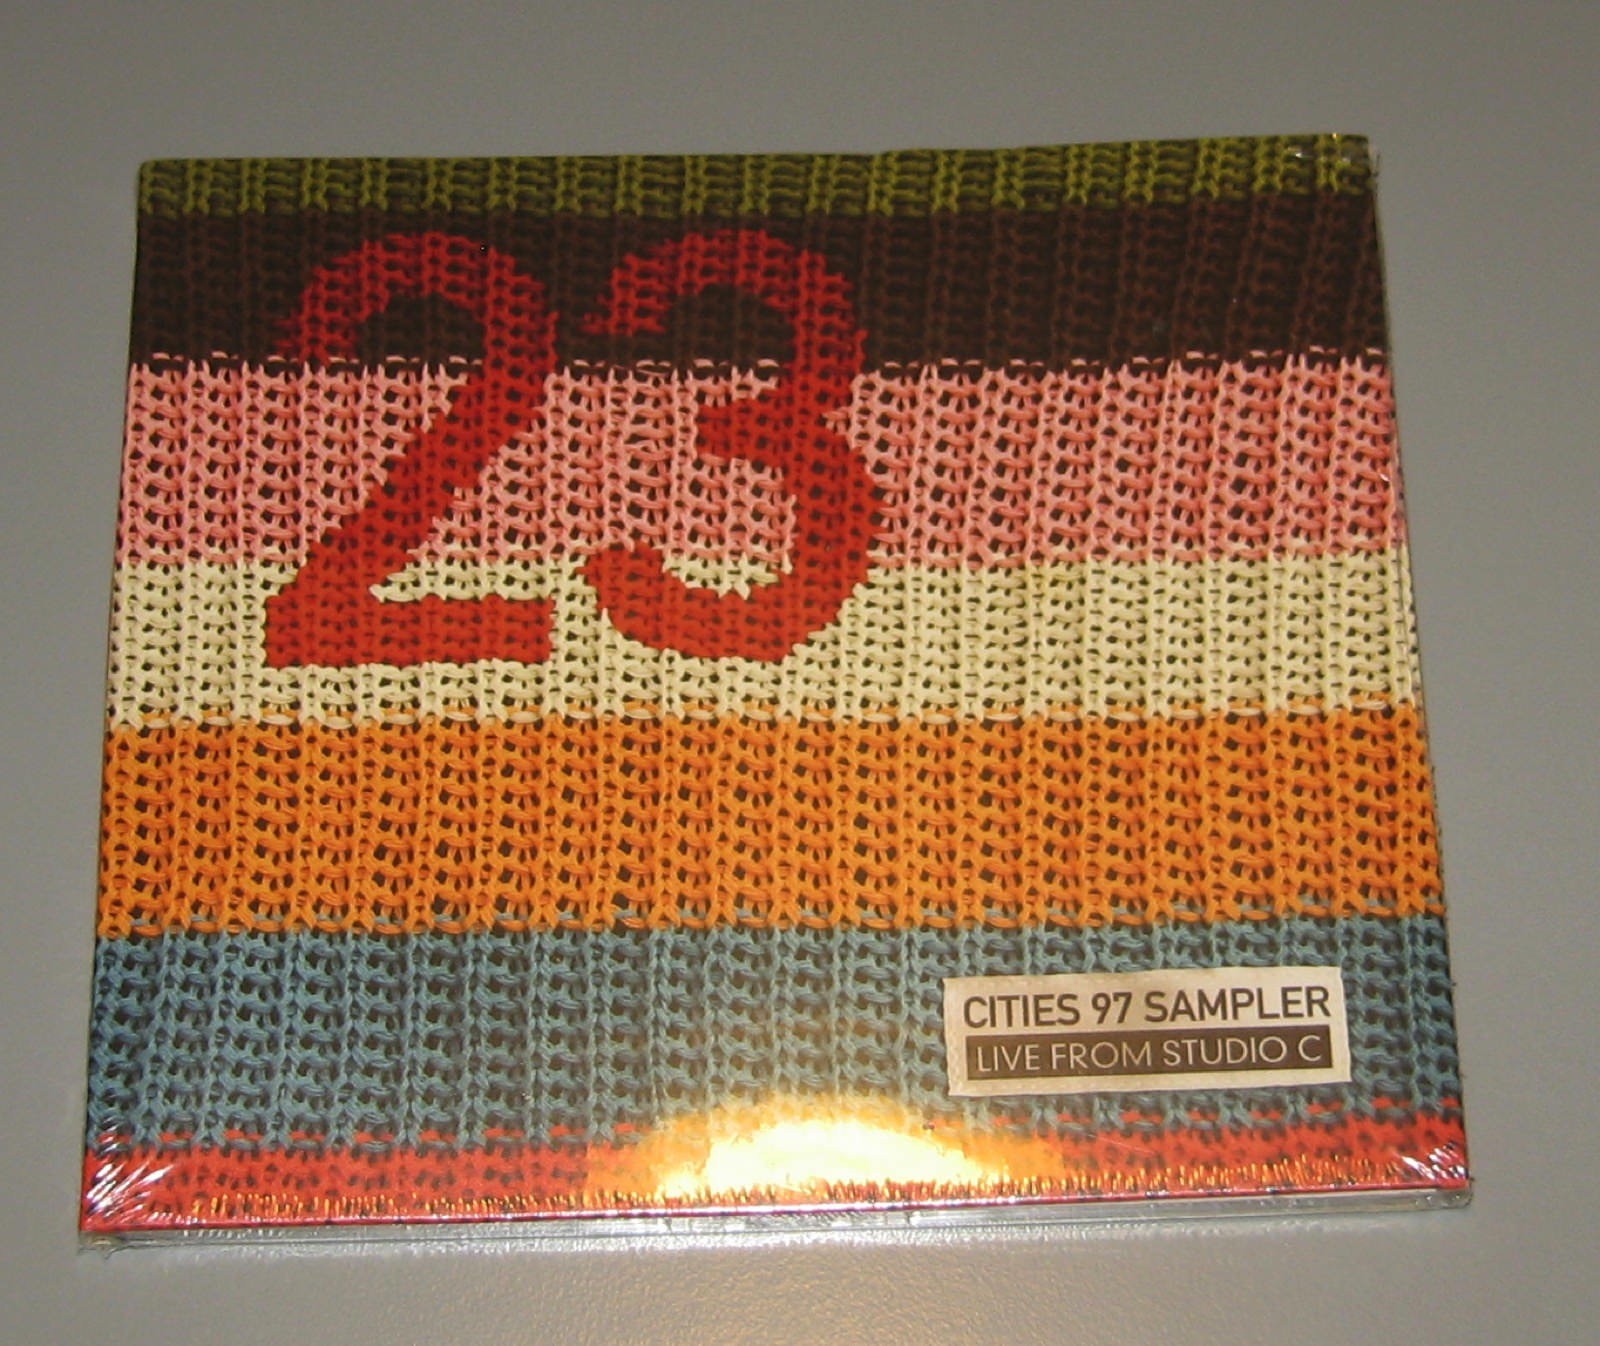 23
CITIES 97 SAMPLER
LIVE FROM STUDIO C